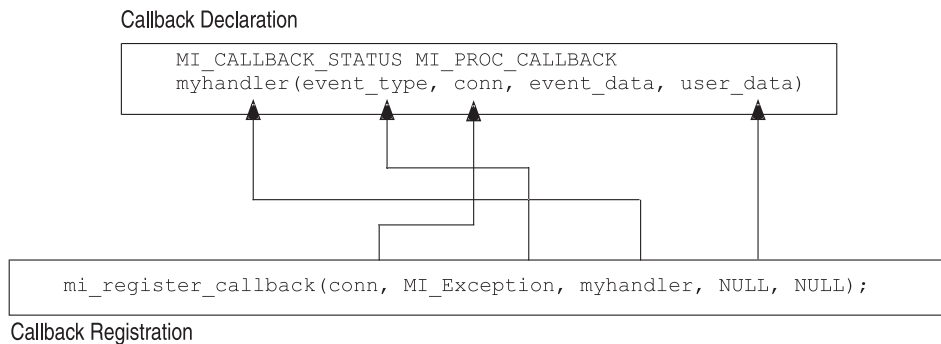 Callback Declaration
MI_CALLBACK_STATUS MI_PROC_CALLBACK
myhandler(event_type, conn, event_data, user_data)
mi_register_callback(conn, MI_Exception, myhandler, NULL, NULL);
Callback Registration